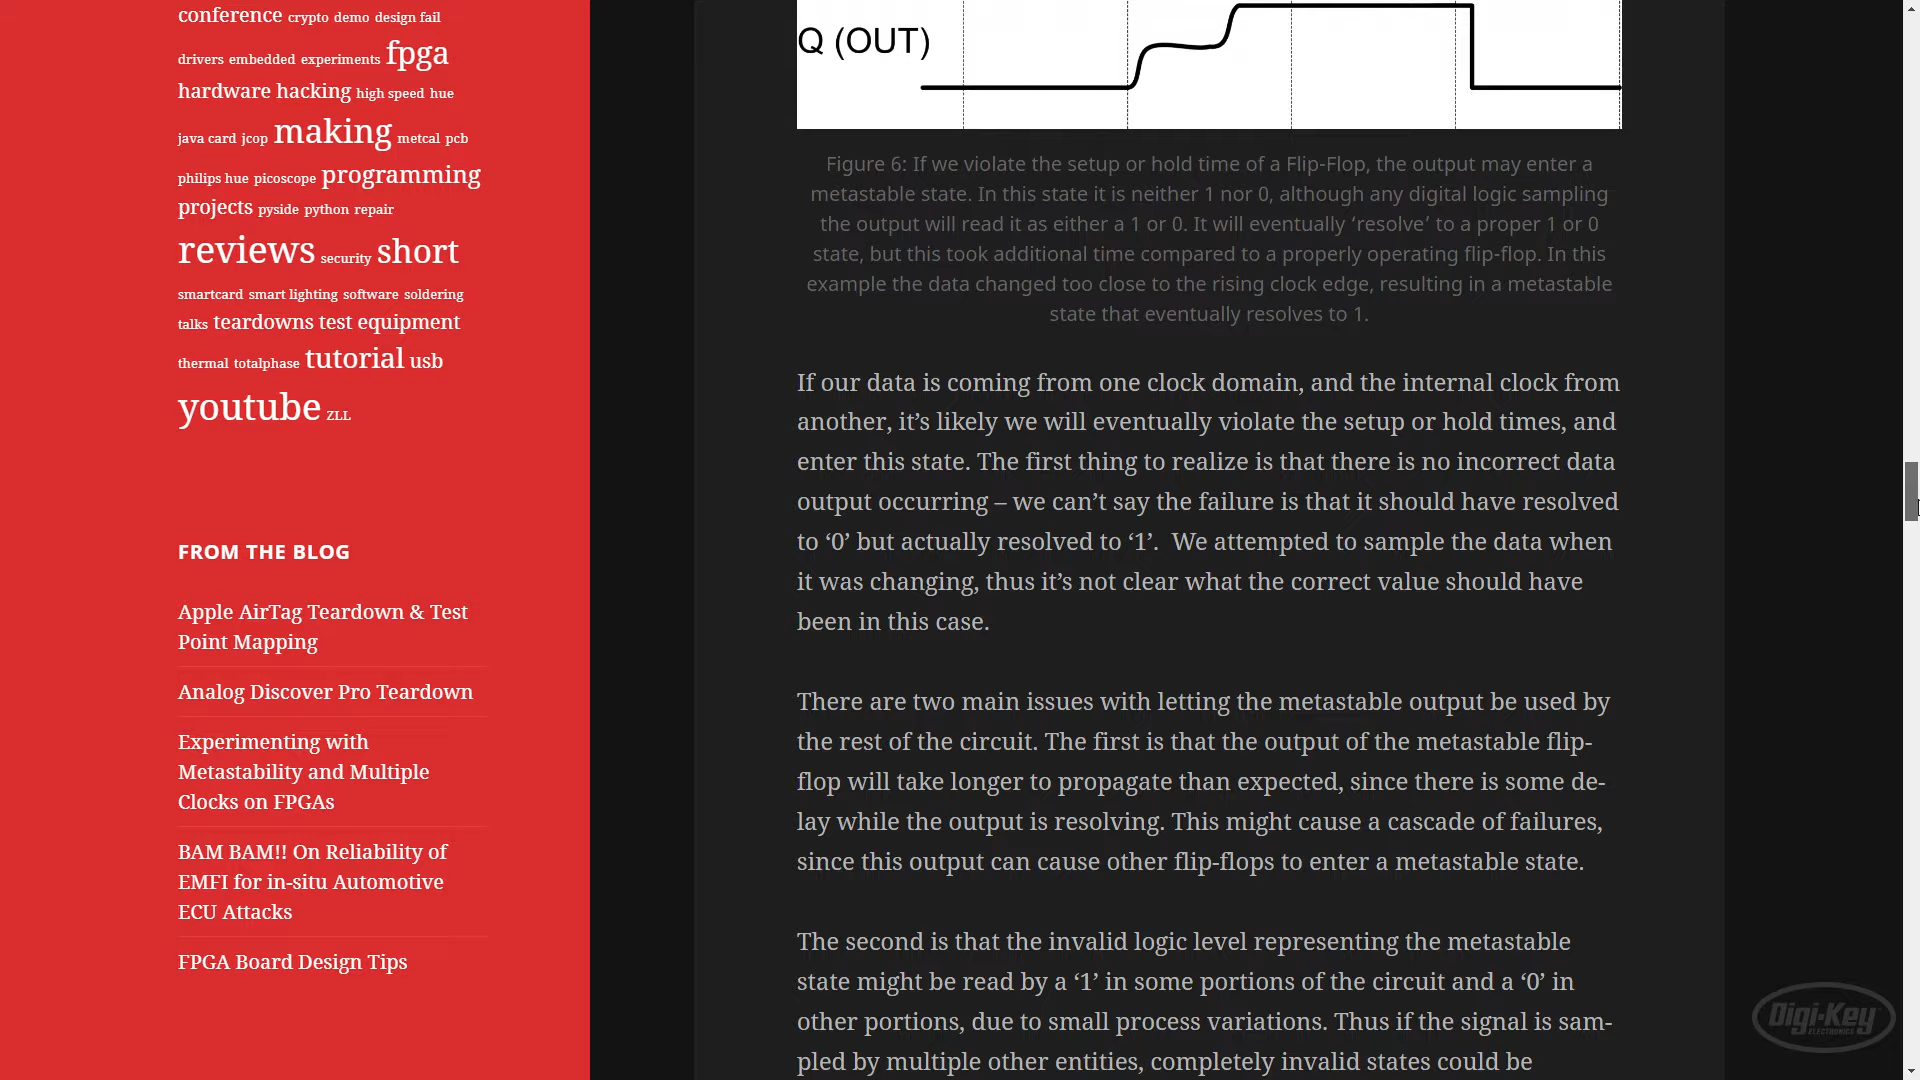 conference crypto demo design fail
drivers embedded experiments fpga
hardware hacking high speed hue
java card jcop making metcal pcb
philips hue picoscope programming
projects pyside python repair
reviews security short
smartcard smart lighting software soldering
talks teardowns test equipment
thermal totalphase tutorial usb
youtube ZLL
FROM THE BLOG
Apple AirTag Teardown & Test
Point Mapping
Analog Discover Pro Teardown
Experimenting with
Metastability and Multiple
Clocks on FPGAs
BAM BAM!! On Reliability of
EMFI for in-situ Automotive
ECU Attacks
FPGA Board Design Tips
Q (OUT)
Figure 6: If we violate the setup or hold time of a Flip-Flop, the output may enter a
metastable state. In this state it is neither 1 nor 0, although any digital logic sampling
the output will read it as either a 1 or 0. It will eventually ‘resolve’ to a proper 1 or 0
state, but this took additional time compared to a properly operating flip-flop. In this
example the data changed too close to the rising clock edge, resulting in a metastable
state that eventually resolves to 1.
If our data is coming from one clock domain, and the internal clock from
another, it’s likely we will eventually violate the setup or hold times, and
enter this state. The first thing to realize is that there is no incorrect data
output occurring – we can’t say the failure is that it should have resolved
to ‘0’ but actually resolved to ‘1’.  We attempted to sample the data when
it was changing, thus it’s not clear what the correct value should have
been in this case.
There are two main issues with letting the metastable output be used by
the rest of the circuit. The first is that the output of the metastable flip-
flop will take longer to propagate than expected, since there is some de-
lay while the output is resolving. This might cause a cascade of failures,
since this output can cause other flip-flops to enter a metastable state.
The second is that the invalid logic level representing the metastable
state might be read by a ‘1’ in some portions of the circuit and a ‘0’ in
other portions, due to small process variations. Thus if the signal is sam-
pled by multiple other entities, completely invalid states could be
Digi-Key
ELECTRONICS